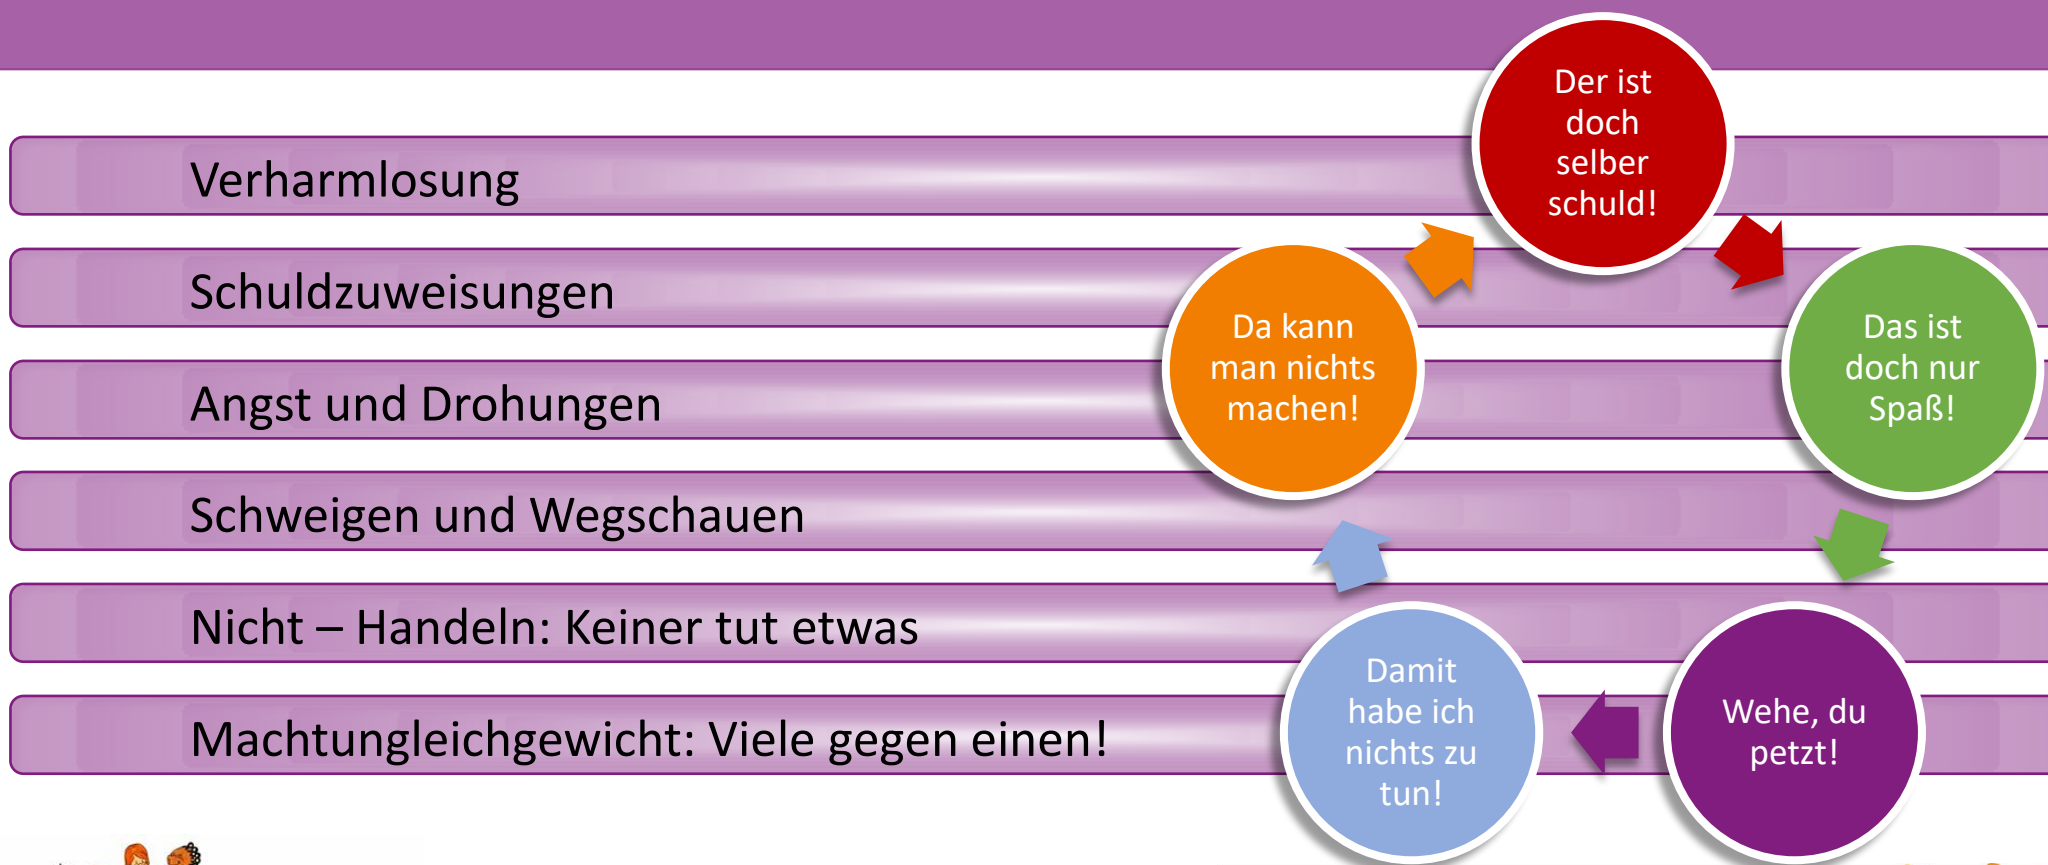 Verharmlosung
Schuldzuweisungen
Angst und Drohungen
Schweigen und Wegschauen
Nicht – Handeln: Keiner tut etwas
Machtungleichgewicht: Viele gegen einen!
Der ist
doch
selber
schuld!
Das ist
doch nur
Spaß!
Wehe, du
petzt!
Damit
habe ich
nichts zu
tun!
Da kann
man nichts
machen!